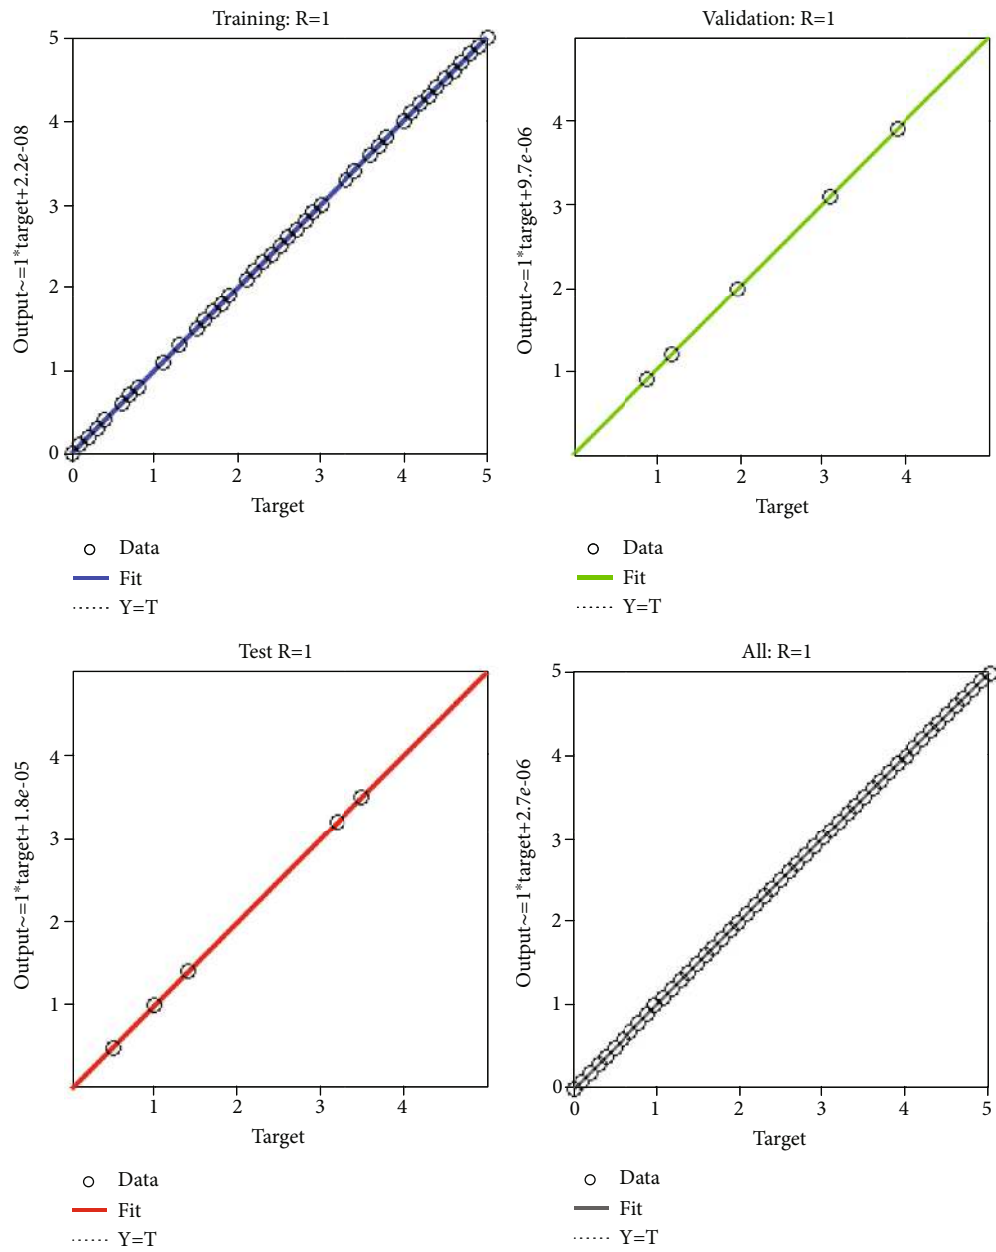 Training: R=1
Output~=1*target+2.2e-08
5
4
3
2
1
0
0 1 2 3 4 5
Target
Data
Fit
Y=T
Validation: R=1
Output~=1*target+9.7e-06
4
3
2
1
1 2 3 4
Target
Data
Fit
Y=T
Test R=1
Output~=1*target+1.8e-05
4
3
2
1
1 2 3 4
Target
Data
Fit
Y=T
All: R=1
Output~=1*target+2.7e-06
5
4
3
2
1
0
0 1 2 3 4 5
Target
Data
Fit
Y=T